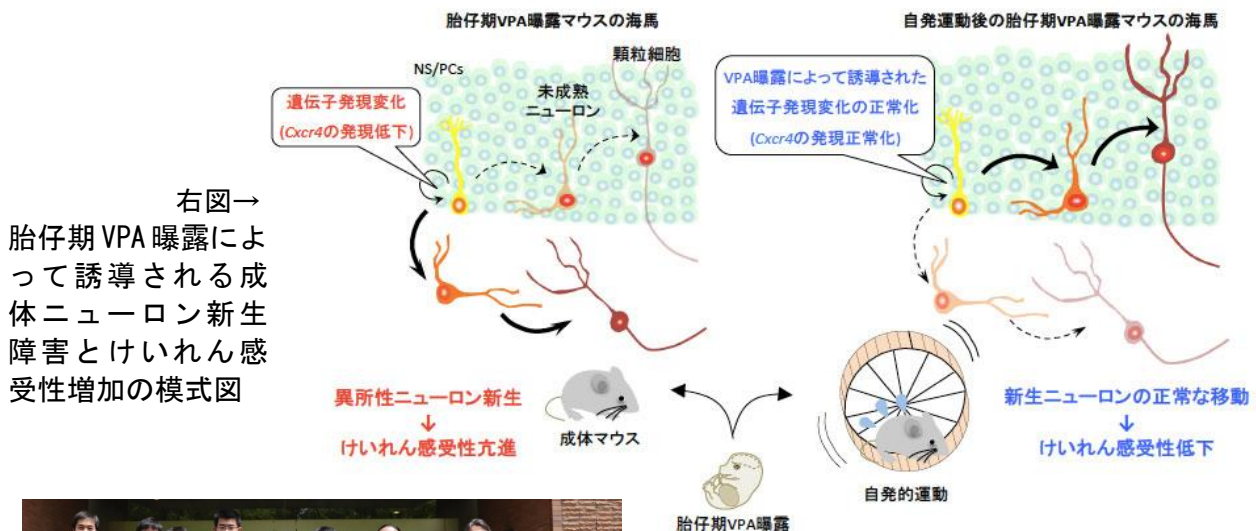 胎仔期VPA曝露マウスの海馬
自発運動後の胎仔期VPA曝露マウスの海馬
顆粒細胞
NS/PCs
未成熟
ニューロン
遺伝子発現変化
(Cxcr4の発現低下)
VPA曝露によって誘導された
遺伝子発現変化の正常化
(Cxcr4の発現正常化)
右図→
胎仔期VPA曝露によ
って誘導される成
体ニューロン新生
障害とけいれん感
受性増加の模式図
異所性ニューロン新生
↓
けいれん感受性亢進
成体マウス
新生ニューロンの正常な移動
↓
けいれん感受性低下
自発的運動
胎仔期VPA曝露